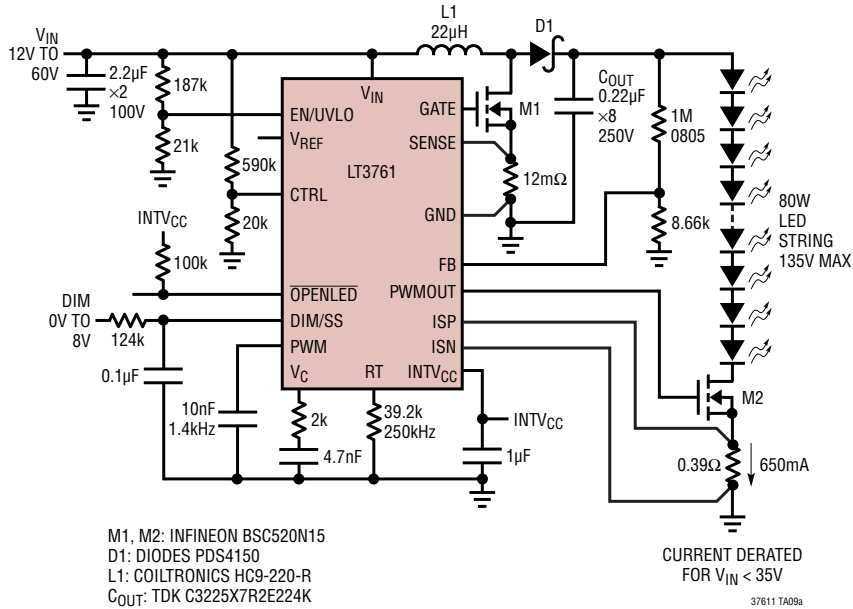 L1
22µH
D1
VIN
12V TO
60V
2.2µF
×2
100V
187k
21k
590k
20k
EN/UVLO
VREF
CTRL
VIN
GATE
SENSE
LT3761
GND
FB
PWMOUT
ISP
ISN
INTVCC
OPENLED
DIM/SS
PWM
VC
RT
M1
12mΩ
COUT
0.22µF
×8
250V
1M
0805
8.66k
80W
LED
STRING
135V MAX
INTVCC
100k
DIM
0V TO
8V
124k
0.1µF
10nF
1.4kHz
2k
4.7nF
39.2k
250kHz
INTVCC
1µF
M2
0.39Ω
650mA
M1, M2: INFINEON BSC520N15
D1: DIODES PDS4150
L1: COILTRONICS HC9-220-R
COUT: TDK C3225X7R2E224K
CURRENT DERATED
FOR VIN < 35V
37611 TA09a